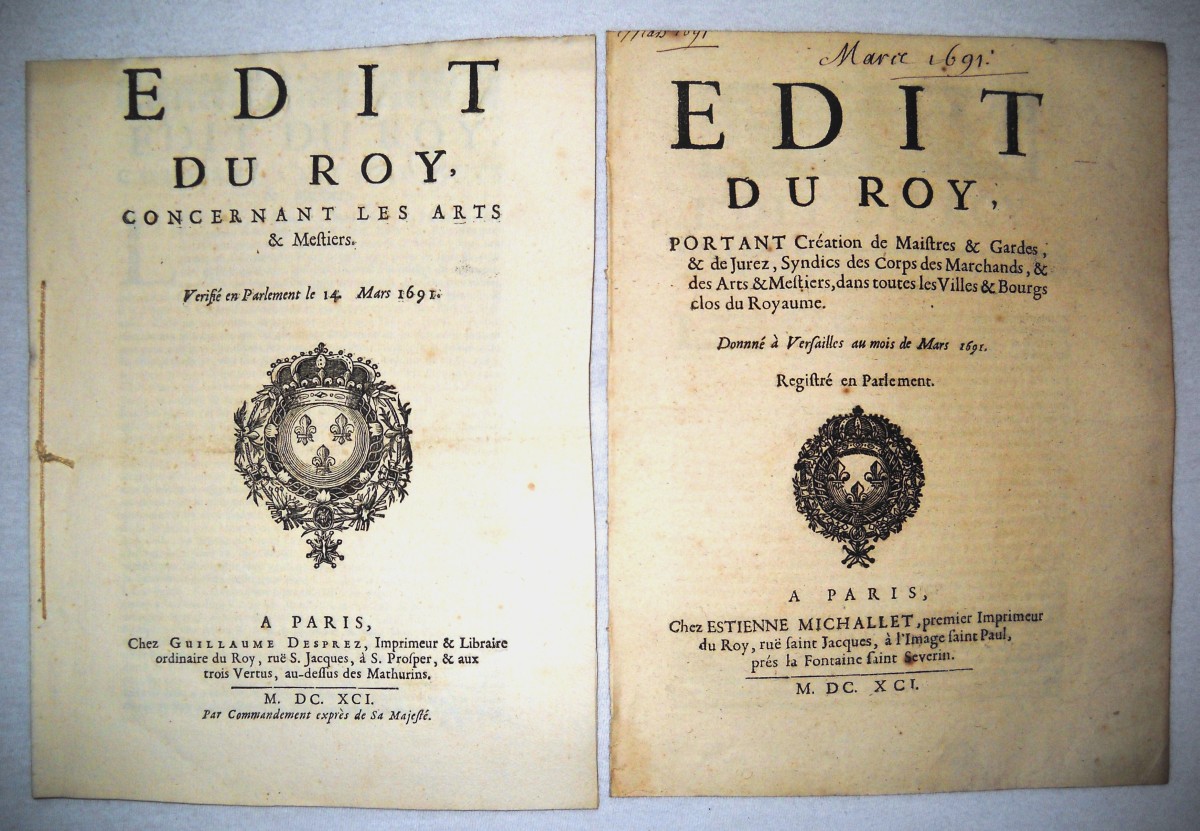 EDIT
DU ROY,
CONCERNANT LES ARTS
& Meſtiers.
Verifié en Parlement le 14. Mars 1691.
A PARIS,
Chez GUILLAUME DESPREZ, Imprimeur & Libraire
ordinaire du Roy, ruë S. Jacques, à S. Proſper, & aux
trois Vertus, au-deſſus des Mathurins.
M. DC. XCI.
Par Commandement exprés de Sa Majeſté.
Mars 1691
Marce 1691.
EDIT
DU ROY,
PORTANT Création de Maiſtres & Gardes,
& de Jurez, Syndics des Corps des Marchands, &
des Arts & Meſtiers, dans toutes les Villes & Bourgs
clos du Royaume.
Donnné à Verſailles au mois de Mars 1691.
Regiſtré en Parlement.
A PARIS,
Chez ESTIENNE MICHALLET, premier Imprimeur
du Roy, ruë ſaint Jacques, à l'Image ſaint Paul,
prés la Fontaine ſaint Severin.
M. DC. XCI.